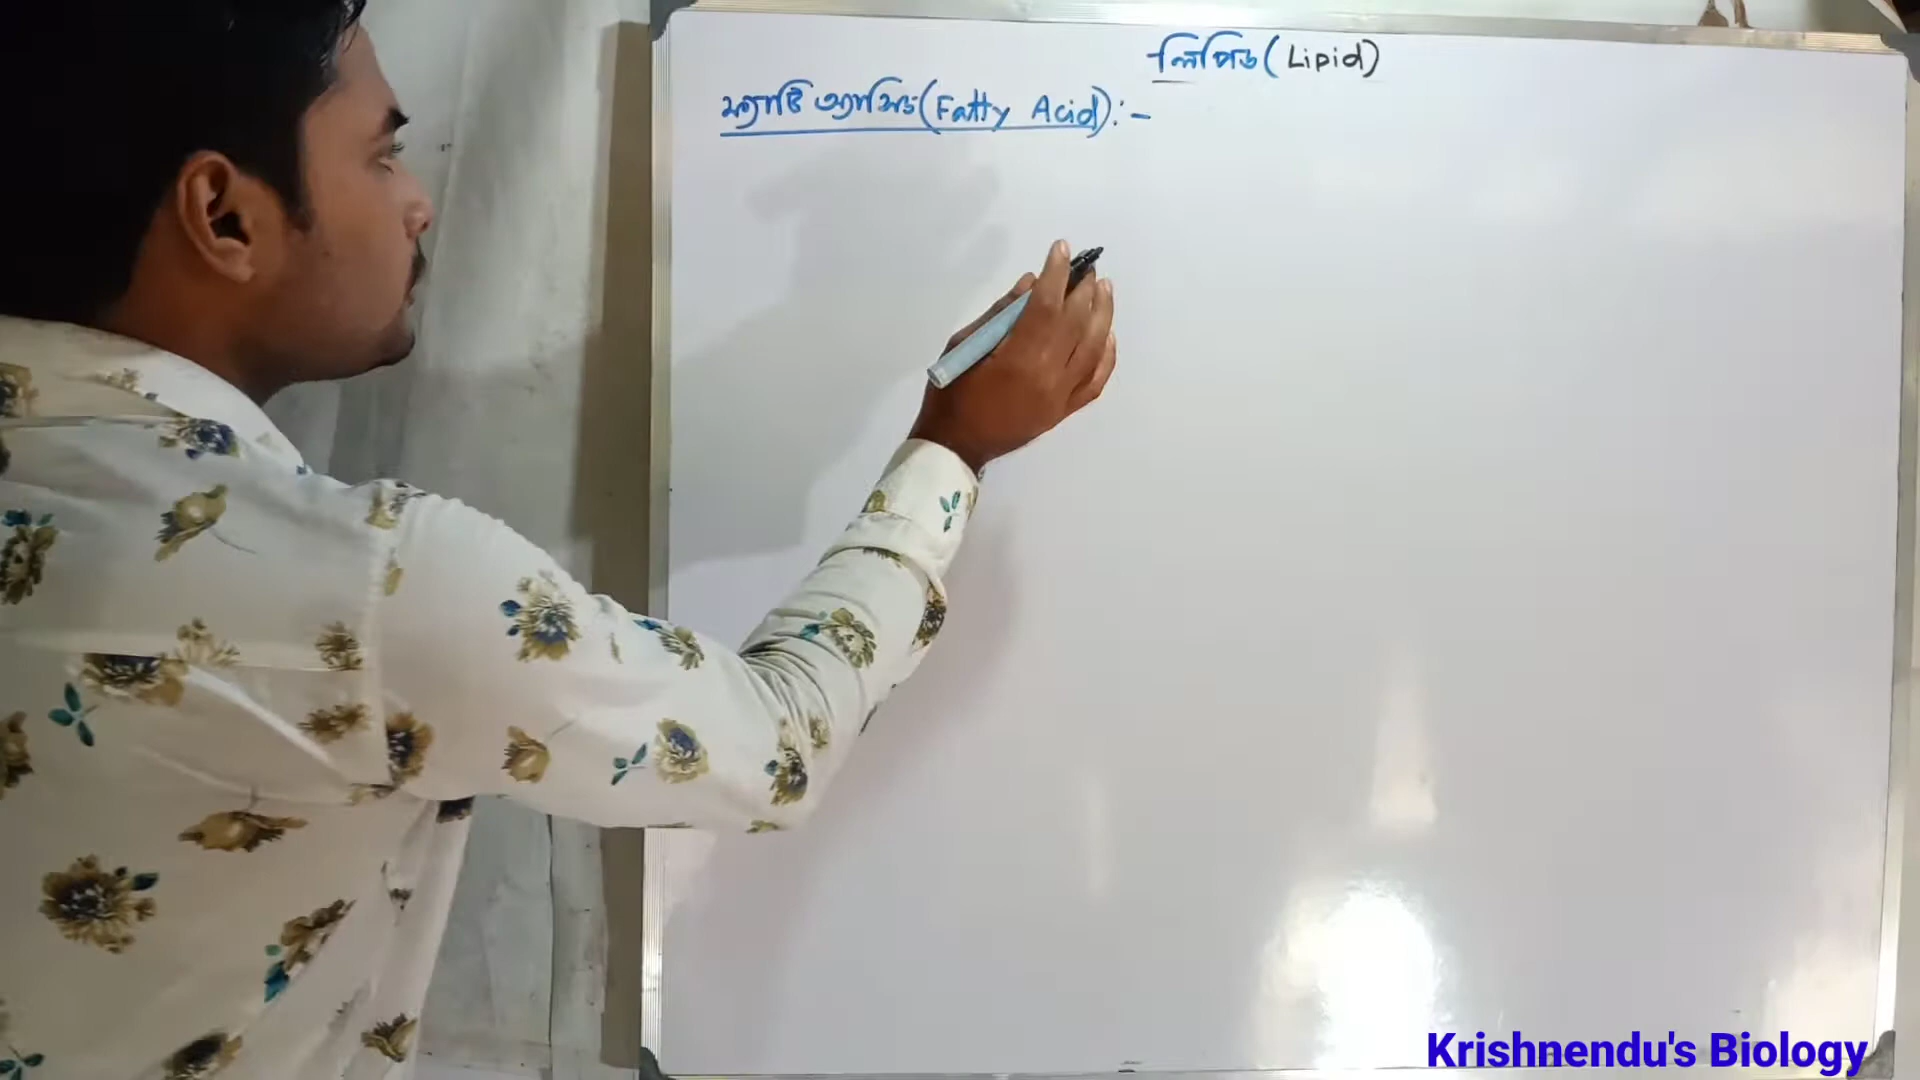 লিপিড (Lipid)
ফ্যাটি অ্যাসিড (Fatty Acid):-
Krishnendu's Biology